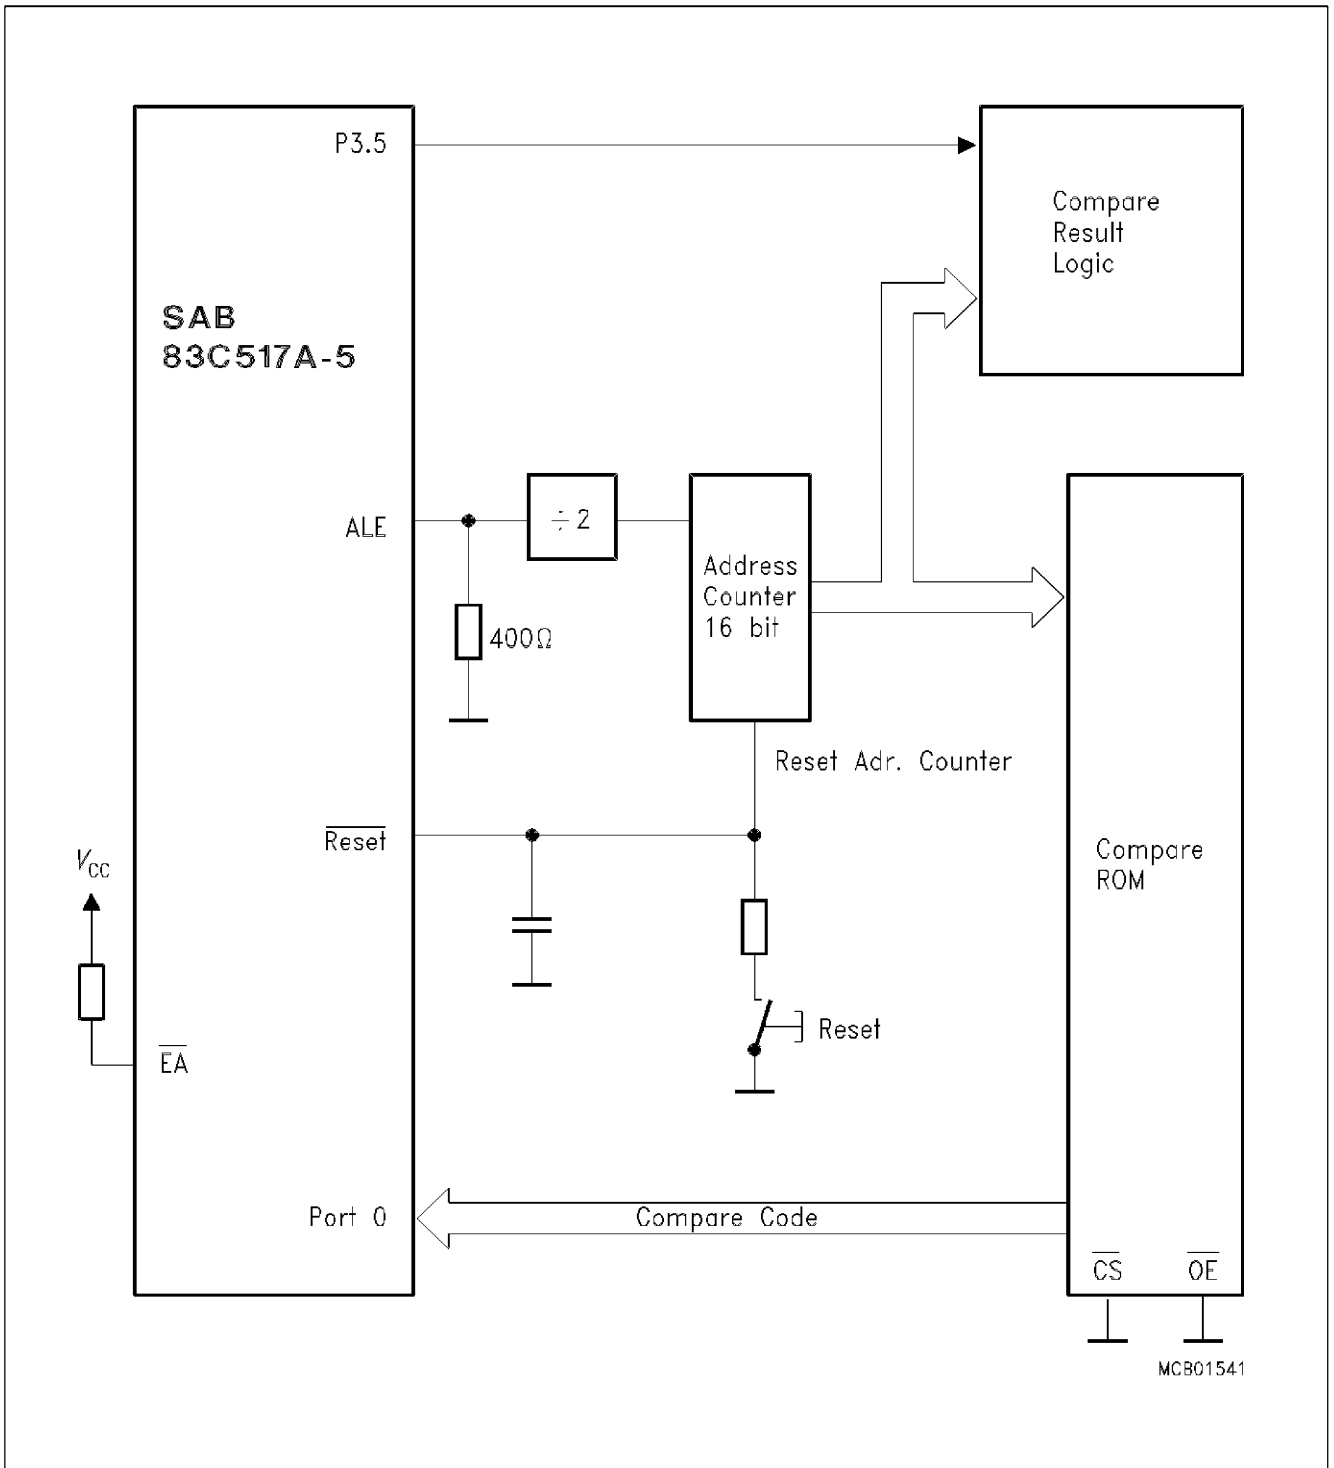 P3.5
Compare
Result
Logic
SAB
83C517A-5
ALE
÷2
Address
Counter
16 bit
400Ω
Reset Adr. Counter
Reset
VCC
Compare
ROM
Reset
EA
Port 0
Compare Code
CS
OE
MCB01541